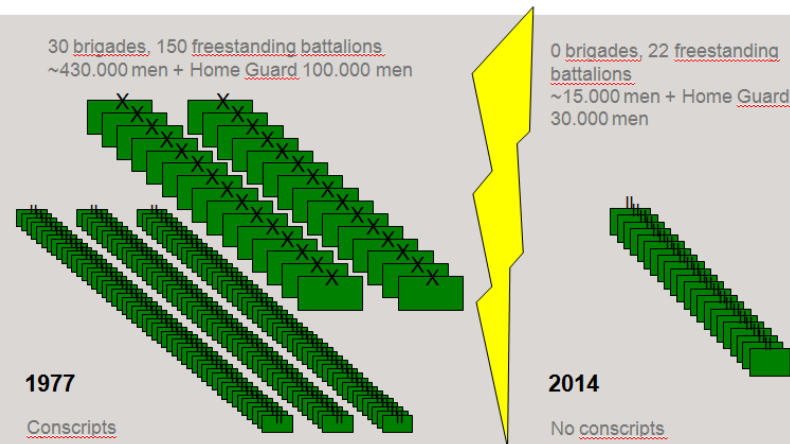 30 brigades, 150 freestanding battalions
~430.000 men + Home Guard 100.000 men
1977
Conscripts
0 brigades, 22 freestanding
battalions
~15.000 men + Home Guard
30.000 men
2014
No conscripts